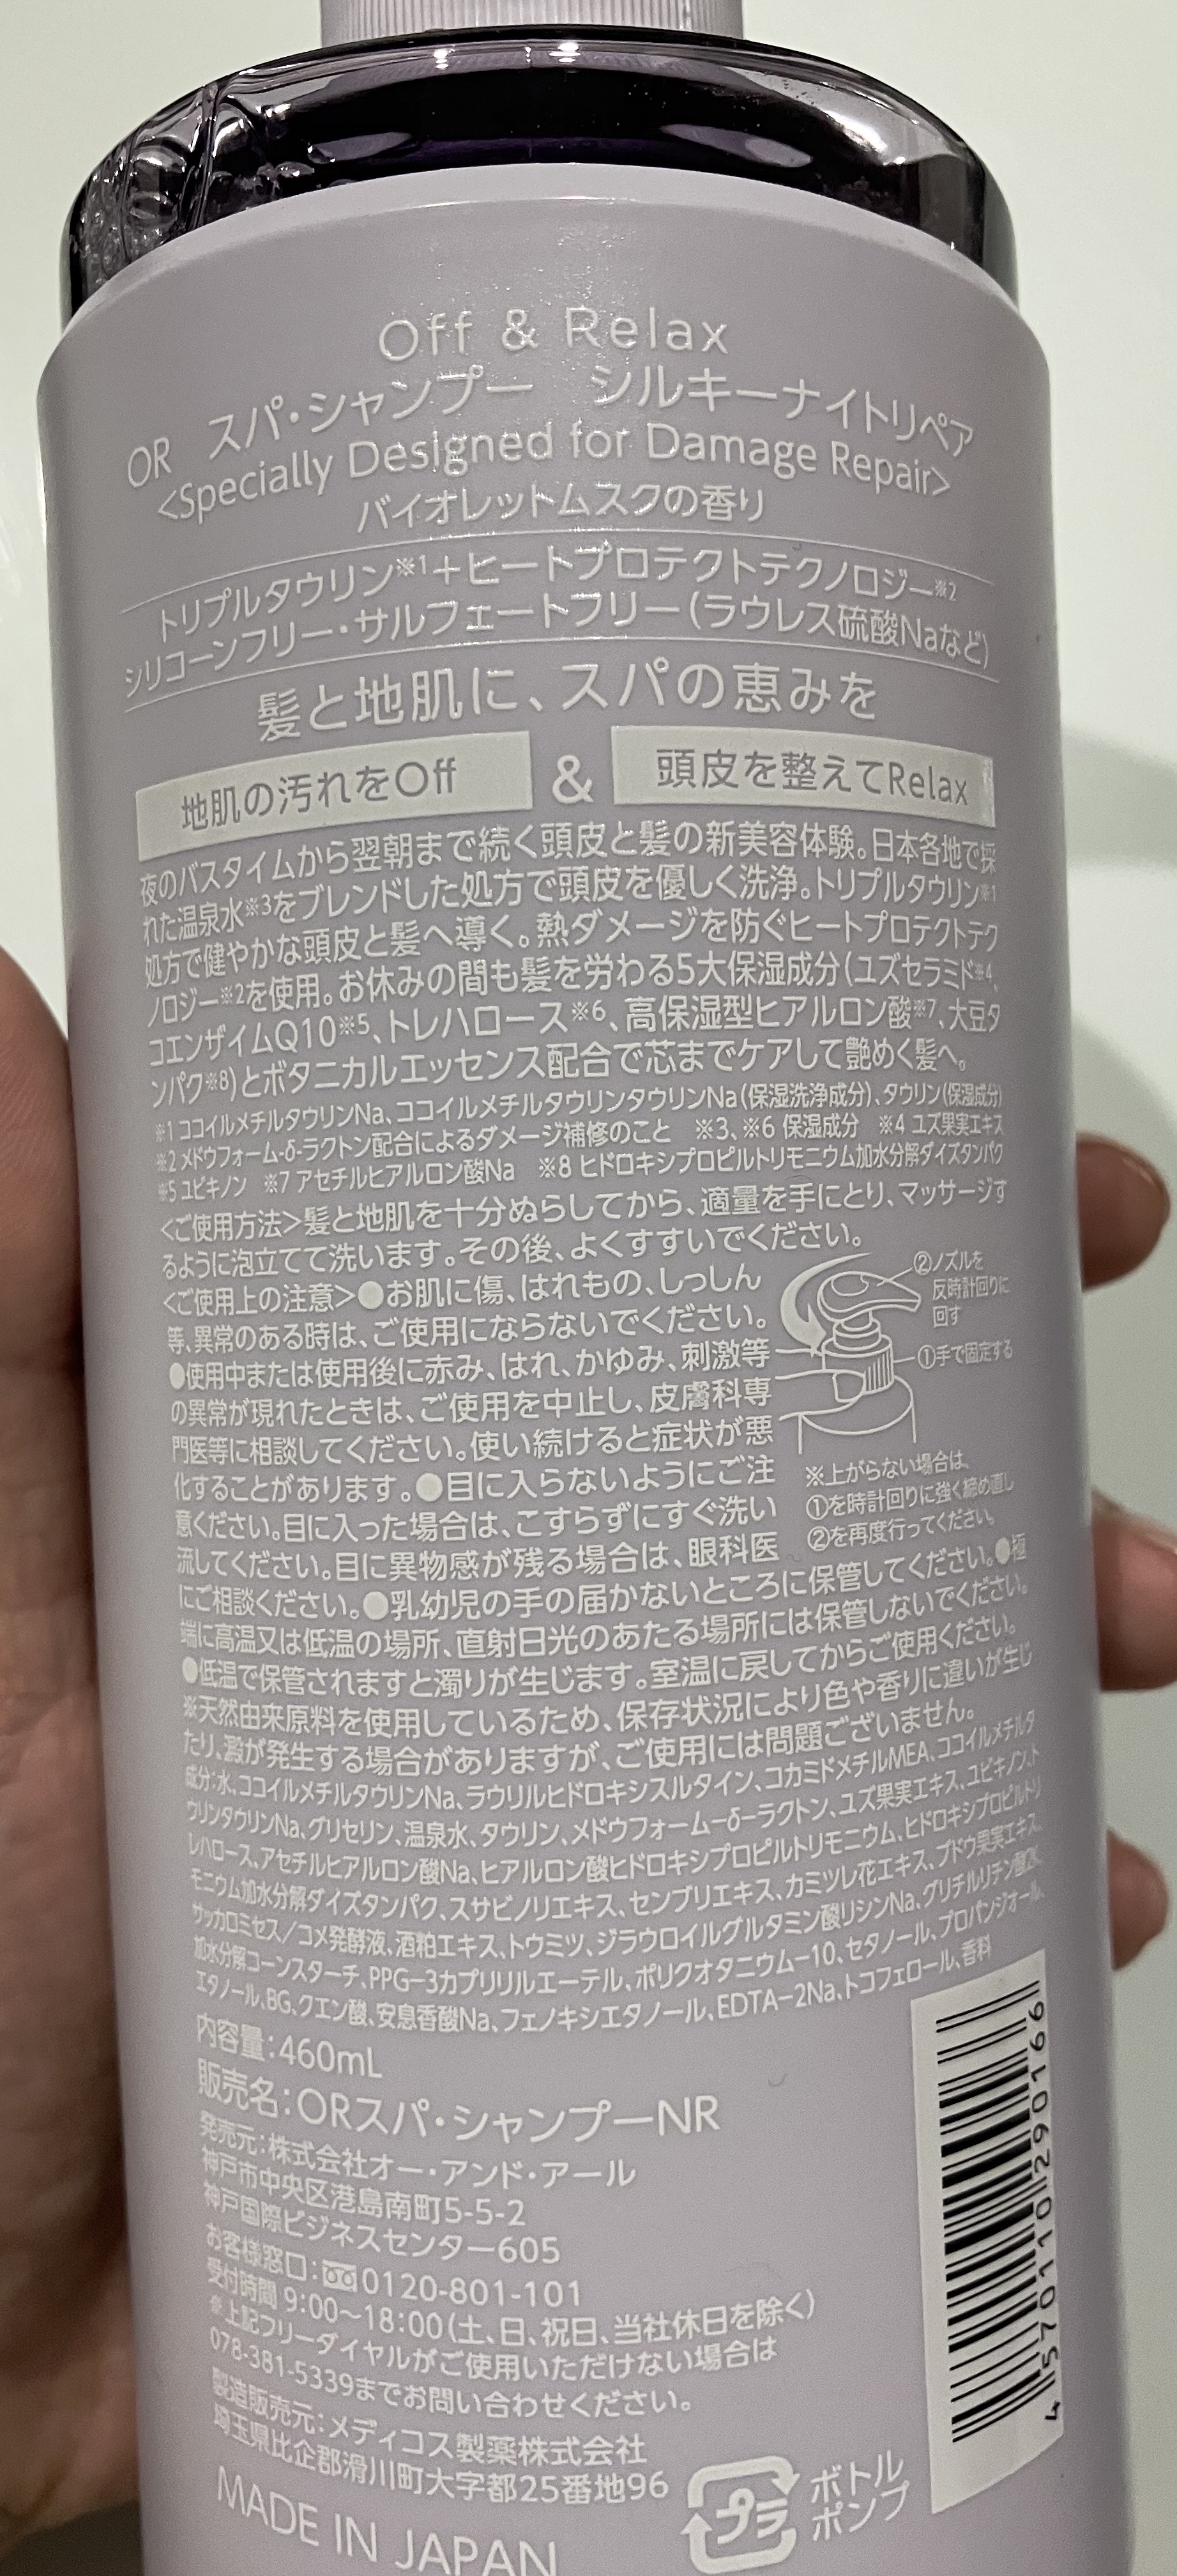 Off & Relax
OR スパ・シャンプー シルキーナイトリペア
<Specially Designed for Damage Repair>
バイオレットムスクの香り
トリプルタウリン※1+ヒートプロテクトテクノロジー※2
シリコーンフリー・サルフェートフリー(ラウレス硫酸Naなど)
髪と地肌に、スパの恵みを
地肌の汚れをOff & 頭皮を整えてRelax
夜のバスタイムから翌朝まで続く頭皮と髪の新美容体験。日本各地で採
れた温泉水※3をブレンドした処方で頭皮を優しく洗浄。トリプルタウリン※1
処方で健やかな頭皮と髪へ導く。熱ダメージを防ぐヒートプロテクトテク
ノロジー※2を使用。お休みの間も髪を労わる5大保湿成分(ユズセラミド※4、
コエンザイムQ10※5、トレハロース※6、高保湿型ヒアルロン酸※7、大豆タ
ンパク※8)とボタニカルエッセンス配合で芯までケアして艶めく髪へ。
※1 ココイルメチルタウリンNa、ココイルメチルタウリンタウリンNa(保湿洗浄成分)、タウリン(保湿成分)
※2 メドウフォーム-δ-ラクトン配合によるダメージ補修のこと ※3、※6 保湿成分 ※4 ユズ果実エキス
※5 ユビキノン ※7 アセチルヒアルロン酸Na ※8 ヒドロキシプロピルトリモニウム加水分解ダイズタンパク
<ご使用方法>髪と地肌を十分ぬらしてから、適量を手にとり、マッサージす
るように泡立てて洗います。その後、よくすすいでください。
<ご使用上の注意>●お肌に傷、はれもの、しっしん
等、異常のある時は、ご使用にならないでください。
●使用中または使用後に赤み、はれ、かゆみ、刺激等
の異常が現れたときは、ご使用を中止し、皮膚科専
門医等に相談してください。使い続けると症状が悪
化することがあります。●目に入らないようにご注
意ください。目に入った場合は、こすらずにすぐ洗い
流してください。目に異物感が残る場合は、眼科医
にご相談ください。●乳幼児の手の届かないところに保管してください。●極
端に高温又は低温の場所、直射日光のあたる場所には保管しないでください。
●低温で保管されますと濁りが生じます。室温に戻してからご使用ください。
※天然由来原料を使用しているため、保存状況により色や香りに違いが生じ
たり、澱が発生する場合がありますが、ご使用には問題ございません。
②ノズルを
反時計回りに
回す
①手で固定する
※上がらない場合は、
①を時計回りに強く締め直し
②を再度行ってください。
成分:水、ココイルメチルタウリンNa、ラウリルヒドロキシスルタイン、コカミドメチルMEA、ココイルメチルタ
ウリンタウリンNa、グリセリン、温泉水、タウリン、メドウフォーム-δ-ラクトン、ユズ果実エキス、ユビキノン、ト
レハロース、アセチルヒアルロン酸Na、ヒアルロン酸ヒドロキシプロピルトリモニウム、ヒドロキシプロピルトリ
モニウム加水分解ダイズタンパク、スサビノリエキス、センブリエキス、カミツレ花エキス、ブドウ果実エキス、
サッカロミセス/コメ発酵液、酒粕エキス、トウミツ、ジラウロイルグルタミン酸リシンNa、グリチルリチン酸2K、
加水分解コーンスターチ、PPG-3カプリリルエーテル、ポリクオタニウム-10、セタノール、プロパンジオール、
エタノール、BG、クエン酸、安息香酸Na、フェノキシエタノール、EDTA-2Na、トコフェロール、香料
内容量:460mL
販売名:ORスパ・シャンプーNR
発売元:株式会社オー・アンド・アール
神戸市中央区港島南町5-5-2
神戸国際ビジネスセンター605
お客様窓口:0120-801-101
受付時間 9:00~18:00(土、日、祝日、当社休日を除く)
※上記フリーダイヤルがご使用いただけない場合は
078-381-5339までお問い合わせください。
製造販売元:メディコス製薬株式会社
埼玉県比企郡滑川町大字都25番地96
MADE IN JAPAN
プラ
ボトル
ポンプ
4570110290166